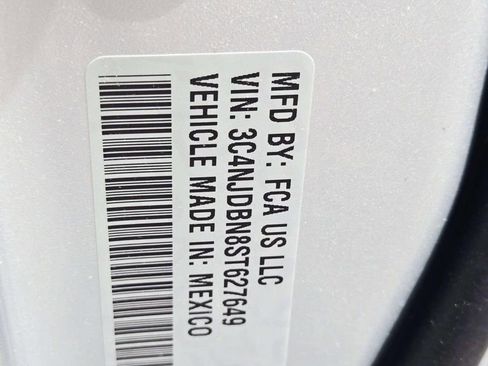 MFD BY: FCA US LLC
VIN: 3C4NJDBN8ST627649
VEHICLE MADE IN: MEXICO